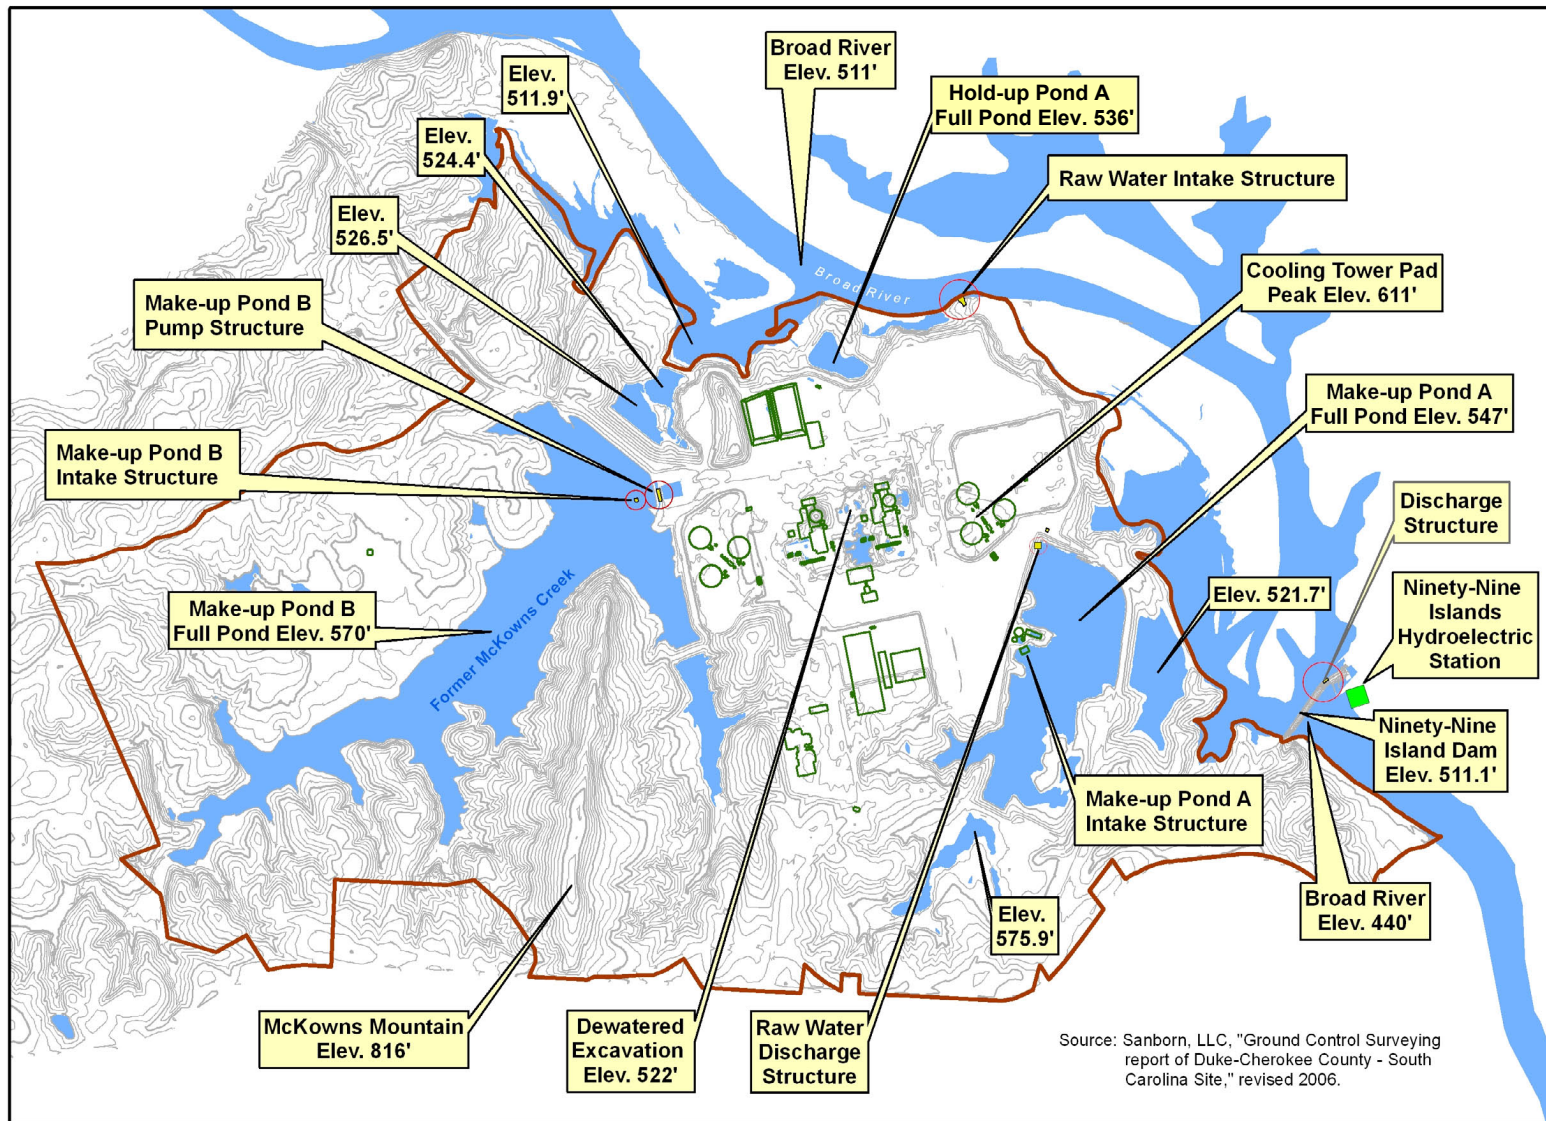 Broad River
Elev. 511'
Elev.
511.9'
Hold-up Pond A
Full Pond Elev. 536'
Elev.
524.4'
Raw Water Intake Structure
Elev.
526.5'
Broad River
Cooling Tower Pad
Peak Elev. 611'
Make-up Pond B
Pump Structure
Make-up Pond A
Full Pond Elev. 547'
Make-up Pond B
Intake Structure
Discharge
Structure
Make-up Pond B
Full Pond Elev. 570'
Former McKowns Creek
Elev. 521.7'
Ninety-Nine
Islands
Hydroelectric
Station
Ninety-Nine
Island Dam
Elev. 511.1'
Make-up Pond A
Intake Structure
Elev.
575.9'
Broad River
Elev. 440'
McKowns Mountain
Elev. 816'
Dewatered
Excavation
Elev. 522'
Raw Water
Discharge
Structure
Source: Sanborn, LLC, "Ground Control Surveying
report of Duke-Cherokee County - South
Carolina Site," revised 2006.